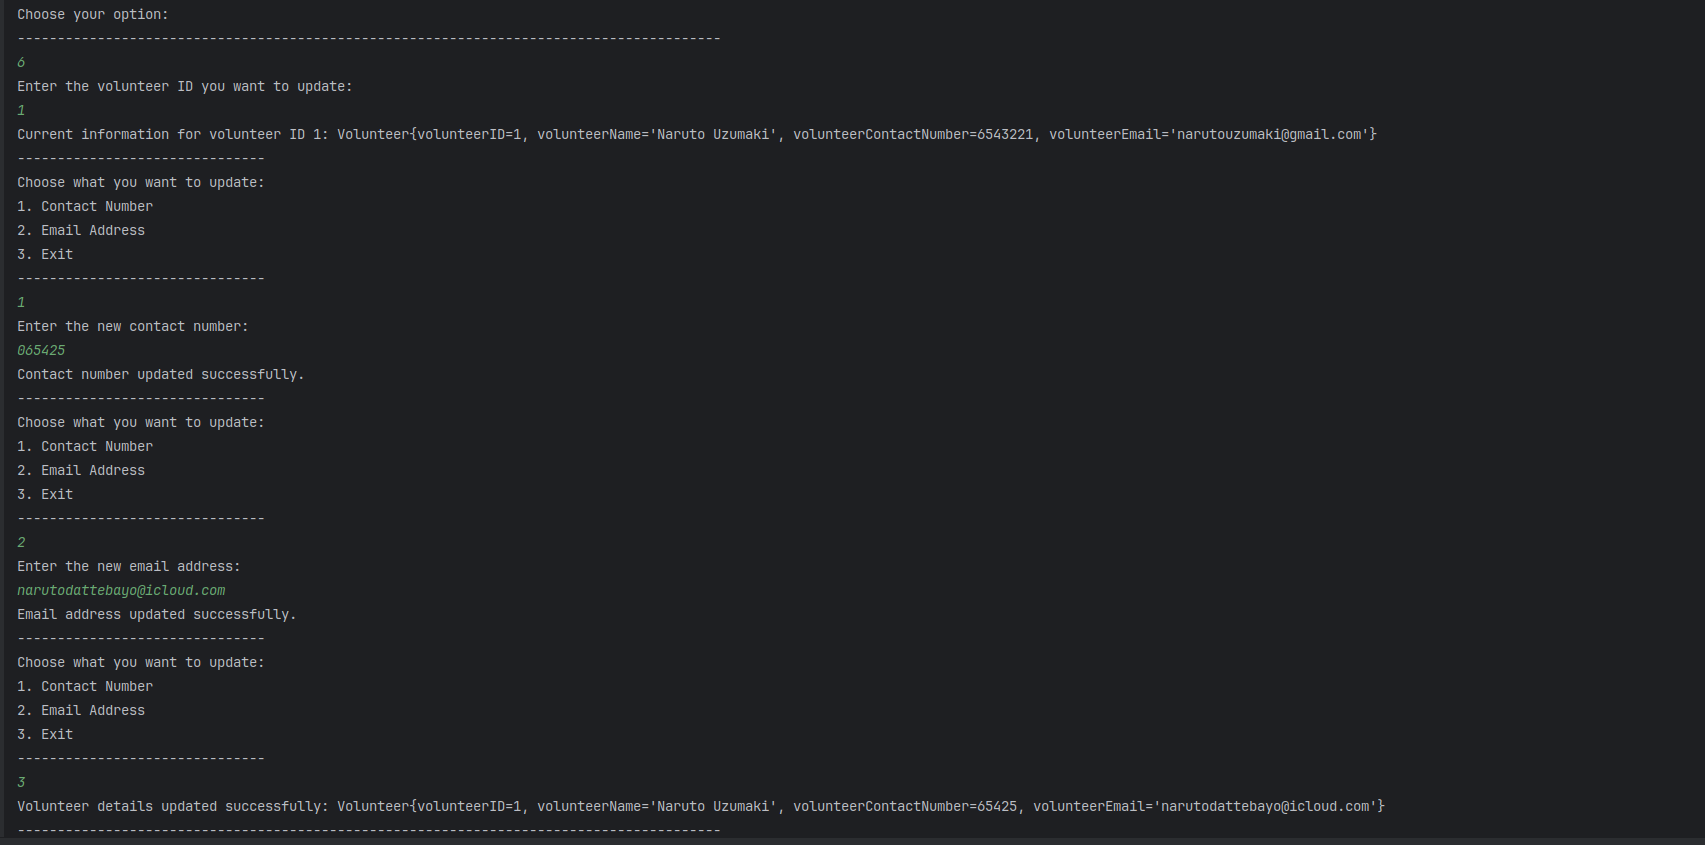 Choose your option:
----------------------------------------------------------------------------------------
6
Enter the volunteer ID you want to update:
1
Current information for volunteer ID 1: Volunteer{volunteerID=1, volunteerName='Naruto Uzumaki', volunteerContactNumber=6543221, volunteerEmail='narutouzumaki@gmail.com'}
-------------------------------
Choose what you want to update:
1. Contact Number
2. Email Address
3. Exit
-------------------------------
1
Enter the new contact number:
065425
Contact number updated successfully.
-------------------------------
Choose what you want to update:
1. Contact Number
2. Email Address
3. Exit
-------------------------------
2
Enter the new email address:
narutodattebayo@icloud.com
Email address updated successfully.
-------------------------------
Choose what you want to update:
1. Contact Number
2. Email Address
3. Exit
-------------------------------
3
Volunteer details updated successfully: Volunteer{volunteerID=1, volunteerName='Naruto Uzumaki', volunteerContactNumber=65425, volunteerEmail='narutodattebayo@icloud.com'}
----------------------------------------------------------------------------------------